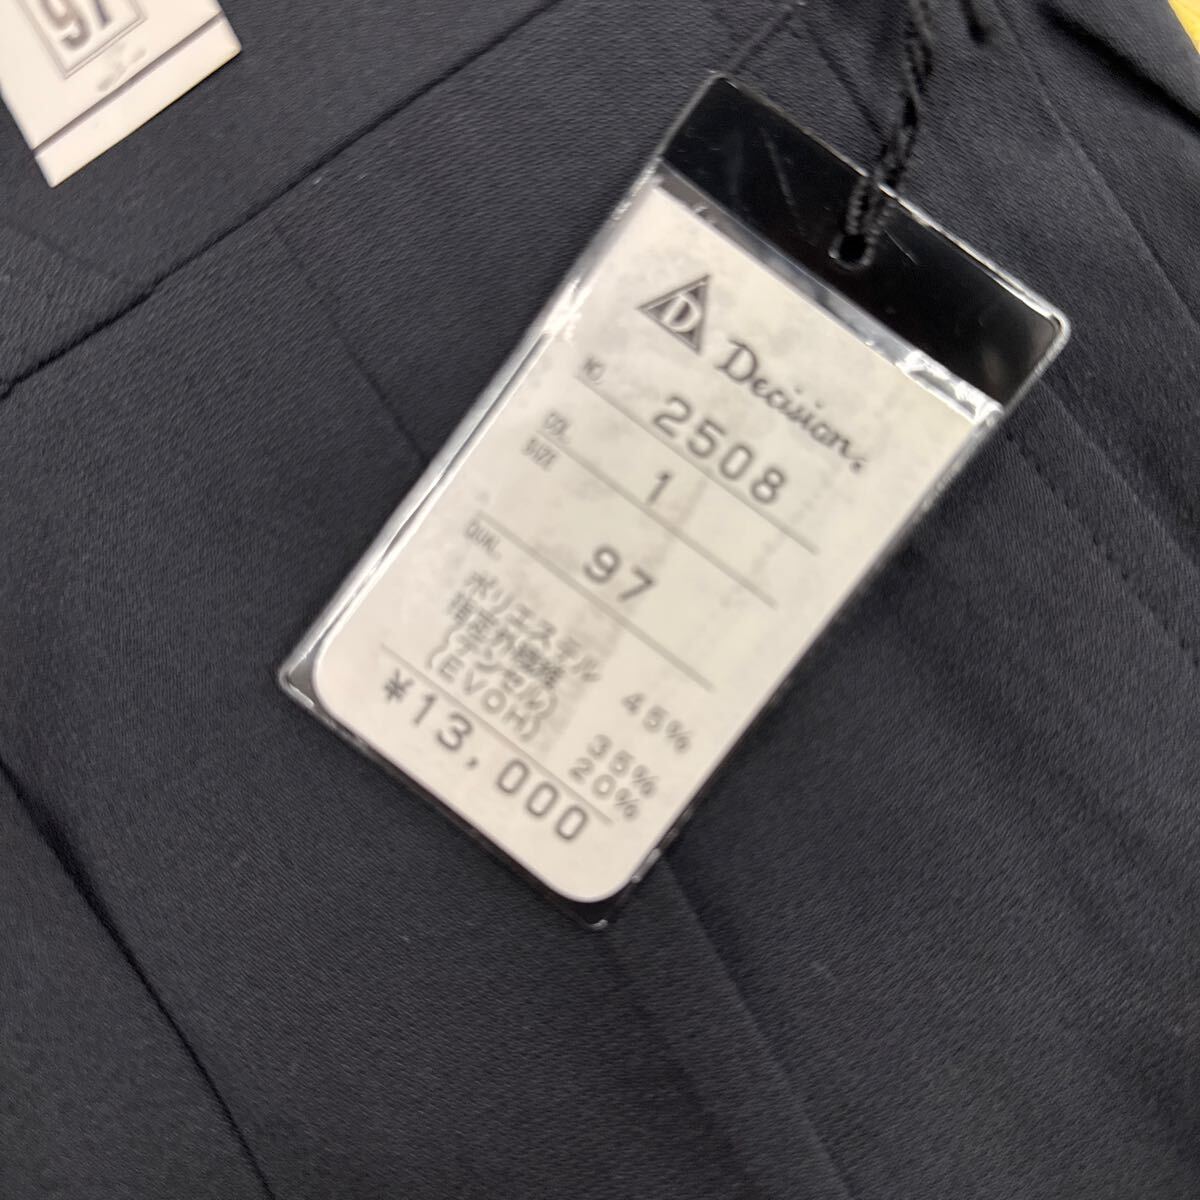 97
D Decision.
NO. 2508
COL. 1
SIZE 97
QUAL.
ポリエステル 45%
指定外繊維
(テンセル) 35%
(EVOH) 20%
¥13,000